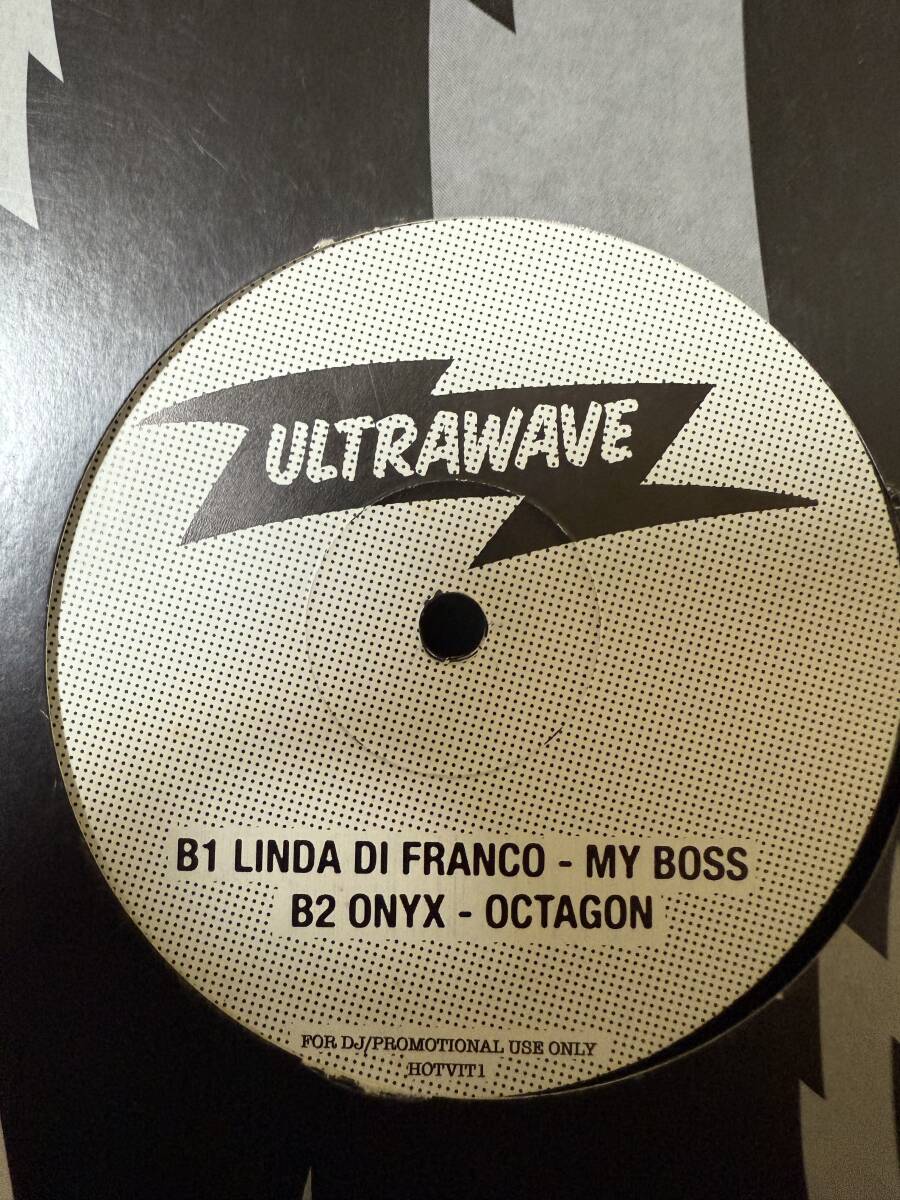 ULTRAWAVE
B1 LINDA DI FRANCO - MY BOSS
B2 ONYX - OCTAGON
FOR DJ/PROMOTIONAL USE ONLY
HOTVIT1